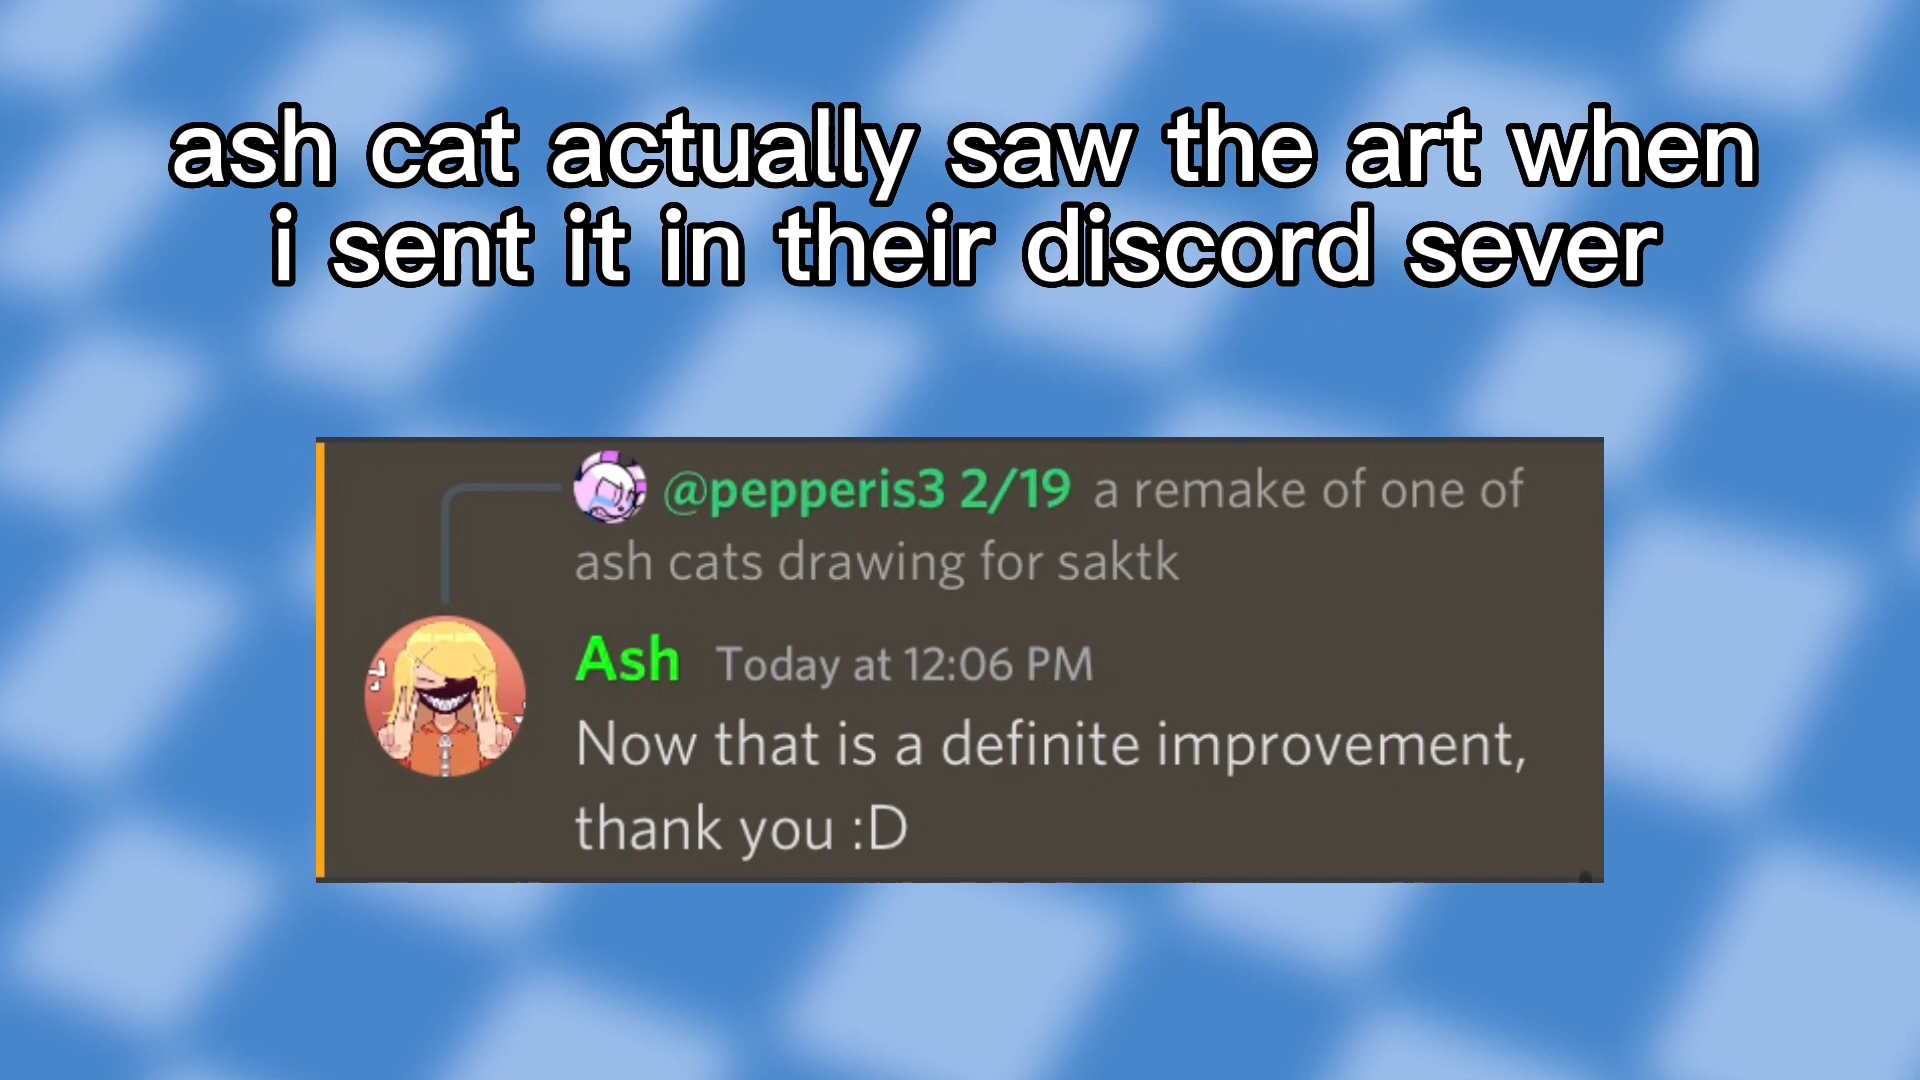 ash cat actually saw the art when
i sent it in their discord sever
@pepperis3 2/19 a remake of one of
ash cats drawing for saktk
Ash Today at 12:06 PM
Now that is a definite improvement,
thank you :D